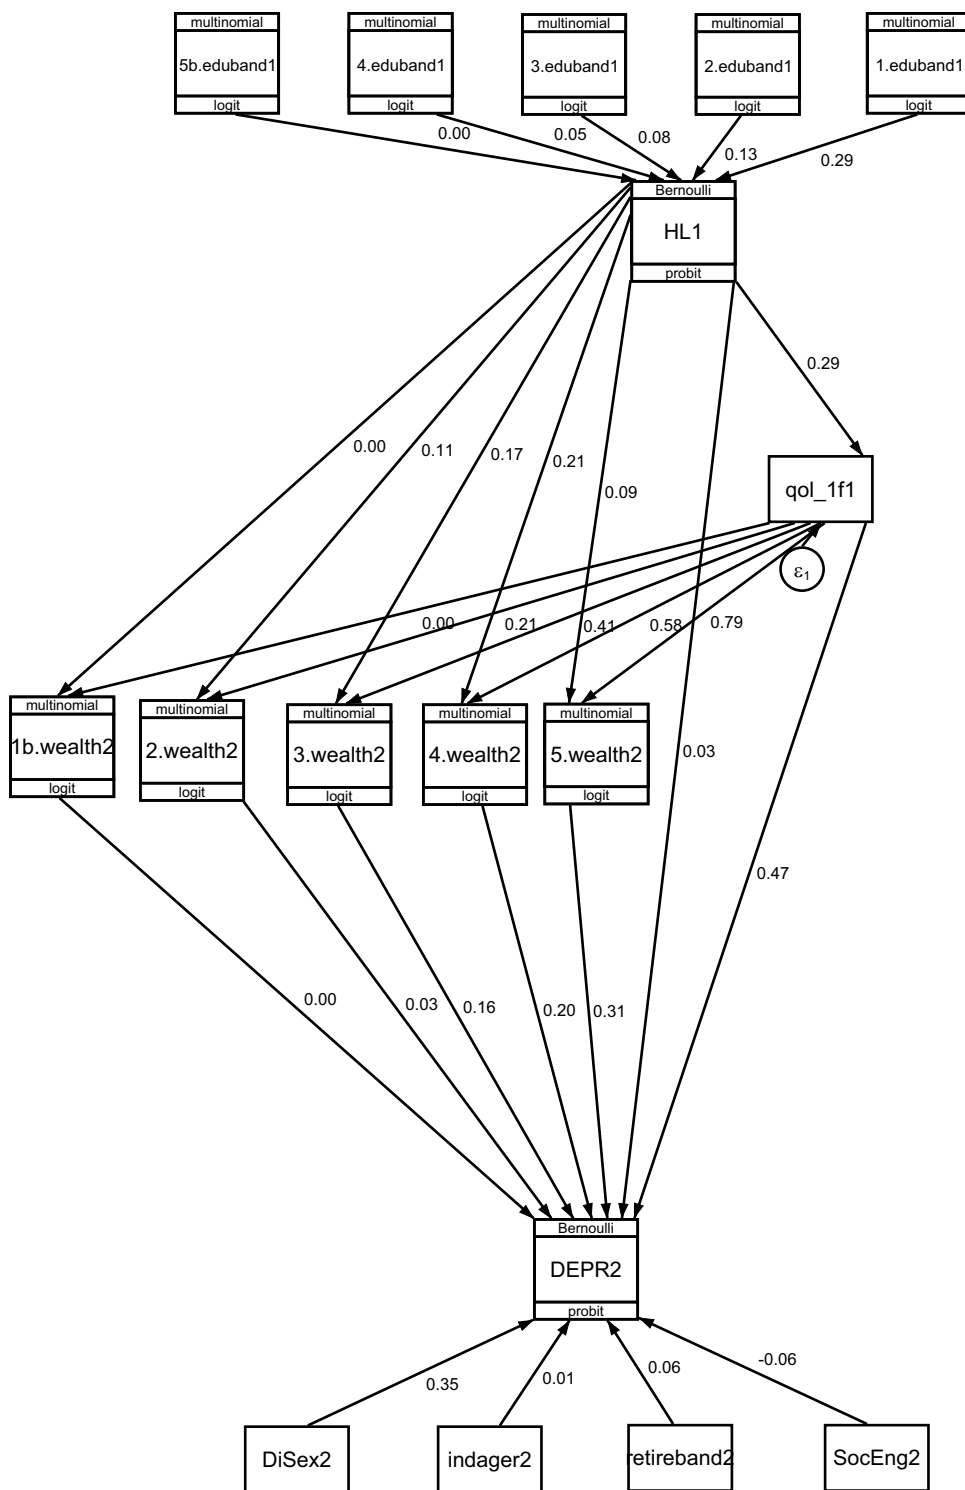 multinomial multinomial multinomial multinomial multinomial
5b.eduband1 4.eduband1 3.eduband1 2.eduband1 1.eduband1
logit logit logit logit logit
0.00 0.05 0.08 0.13 0.29
Bernoulli
HL1
probit
0.29
0.00 0.11 0.17 0.21 0.09
qol_1f1
ε1
0.00 0.21 0.41 0.58 0.79
multinomial multinomial multinomial multinomial multinomial
1b.wealth2 2.wealth2 3.wealth2 4.wealth2 5.wealth2
logit logit logit logit logit
0.03
0.47
0.00 0.03 0.16 0.20 0.31
Bernoulli
DEPR2
probit
0.35 0.01 0.06 -0.06
DiSex2 indager2 retireband2 SocEng2